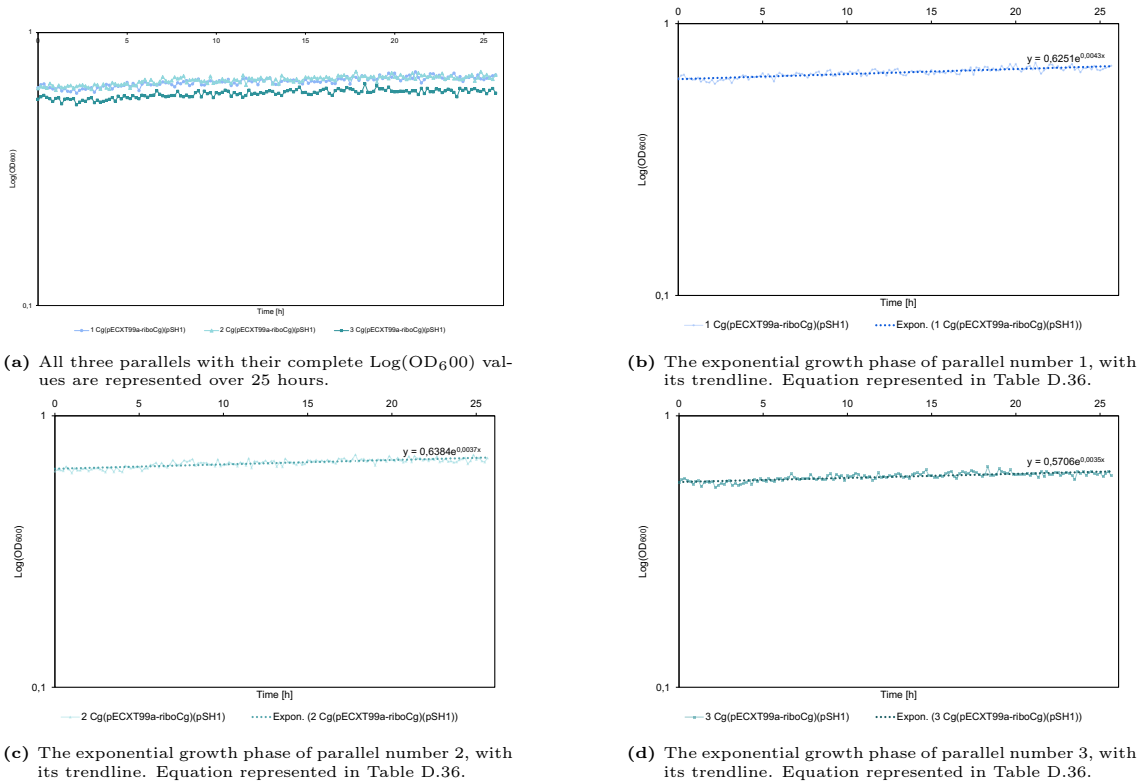 1
0 5 10 15 20 25
Log(OD600)
0,1
Time [h]
1 Cg(pECXT99a-riboCg)(pSH1) 2 Cg(pECXT99a-riboCg)(pSH1) 3 Cg(pECXT99a-riboCg)(pSH1)
(a) All three parallels with their complete Log(OD600) val-
ues are represented over 25 hours.
0 5 10 15 20 25
1
y = 0,6251e0,0043x
Log(OD600)
0,1
Time [h]
1 Cg(pECXT99a-riboCg)(pSH1) Expon. (1 Cg(pECXT99a-riboCg)(pSH1))
(b) The exponential growth phase of parallel number 1, with
its trendline. Equation represented in Table D.36.
0 5 10 15 20 25
1
y = 0,6384e0,0037x
Log(OD600)
0,1
Time [h]
2 Cg(pECXT99a-riboCg)(pSH1) Expon. (2 Cg(pECXT99a-riboCg)(pSH1))
(c) The exponential growth phase of parallel number 2, with
its trendline. Equation represented in Table D.36.
0 5 10 15 20 25
1
y = 0,5706e0,0035x
Log(OD600)
0,1
Time [h]
3 Cg(pECXT99a-riboCg)(pSH1) Expon. (3 Cg(pECXT99a-riboCg)(pSH1))
(d) The exponential growth phase of parallel number 3, with
its trendline. Equation represented in Table D.36.